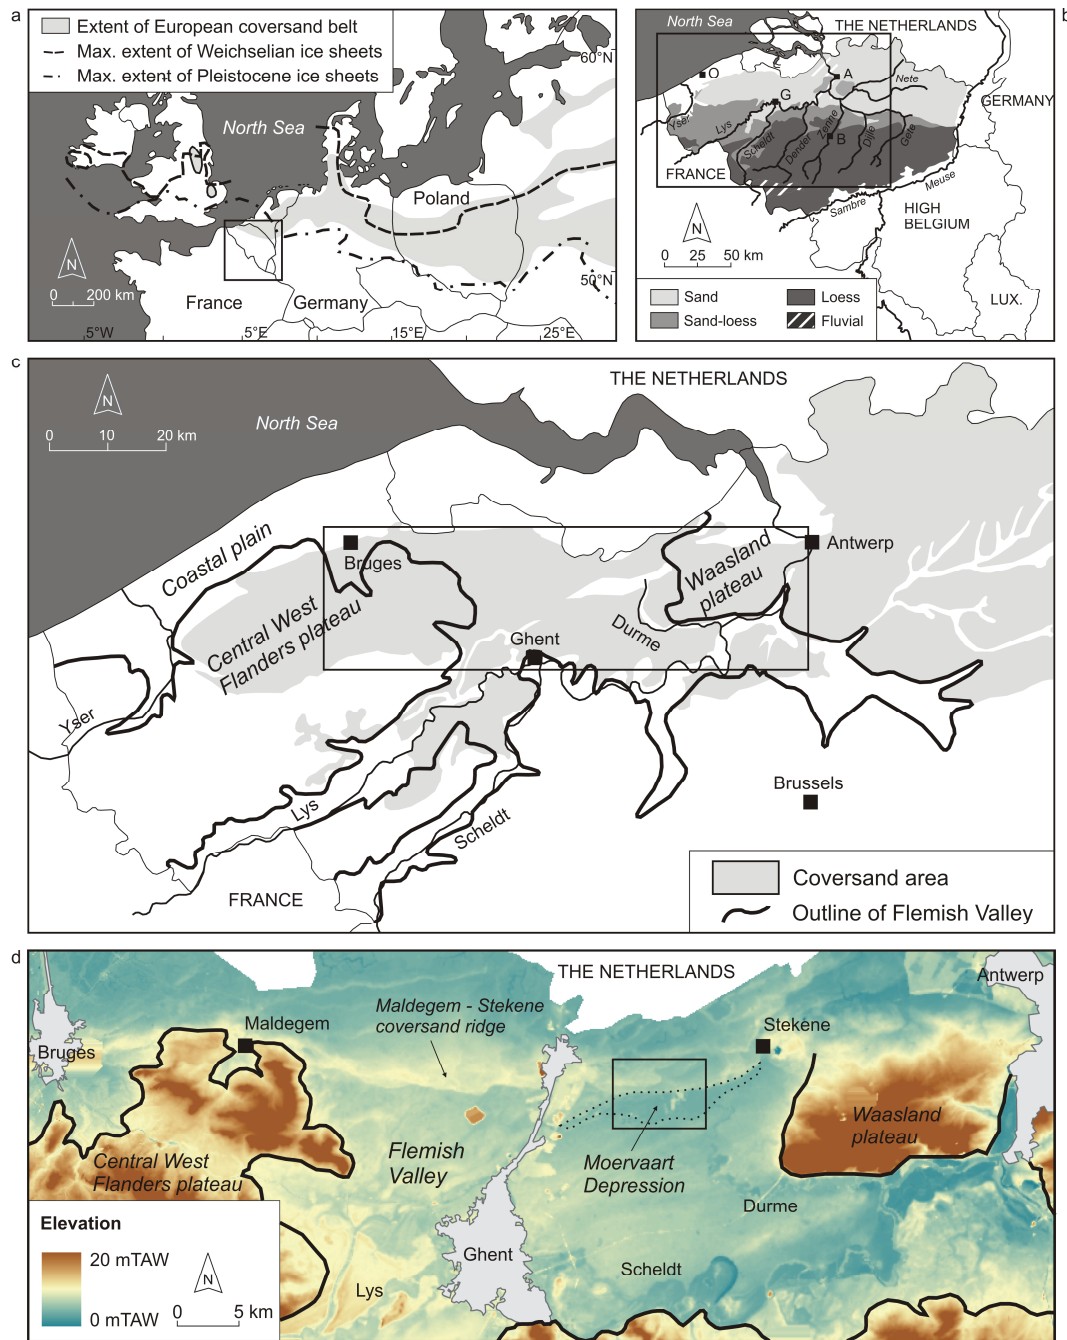 a
Extent of European coversand belt
Max. extent of Weichselian ice sheets
Max. extent of Pleistocene ice sheets
60°N
North Sea
Poland
N
0 200 km
France
Germany
50°N
5°W
5°E
15°E
25°E
b
North Sea
THE NETHERLANDS
O
A
Nete
G
GERMANY
Yser
Lys
Scheldt
Dender
Zenne
B
Dijle
Gete
FRANCE
Meuse
Sambre
HIGH
BELGIUM
N
0 25 50 km
LUX.
Sand
Loess
Sand-loess
Fluvial
c
THE NETHERLANDS
N
North Sea
0 10 20 km
Coastal plain
Bruges
Antwerp
Waasland
plateau
Central West
Flanders plateau
Durme
Ghent
Yser
Brussels
Lys
Scheldt
FRANCE
Coversand area
Outline of Flemish Valley
d
THE NETHERLANDS
Antwerp
Maldegem - Stekene
coversand ridge
Maldegem
Stekene
Bruges
Waasland
plateau
Flemish
Valley
Central West
Flanders plateau
Moervaart
Depression
Durme
Elevation
20 mTAW
0 mTAW
N
0 5 km
Ghent
Scheldt
Lys